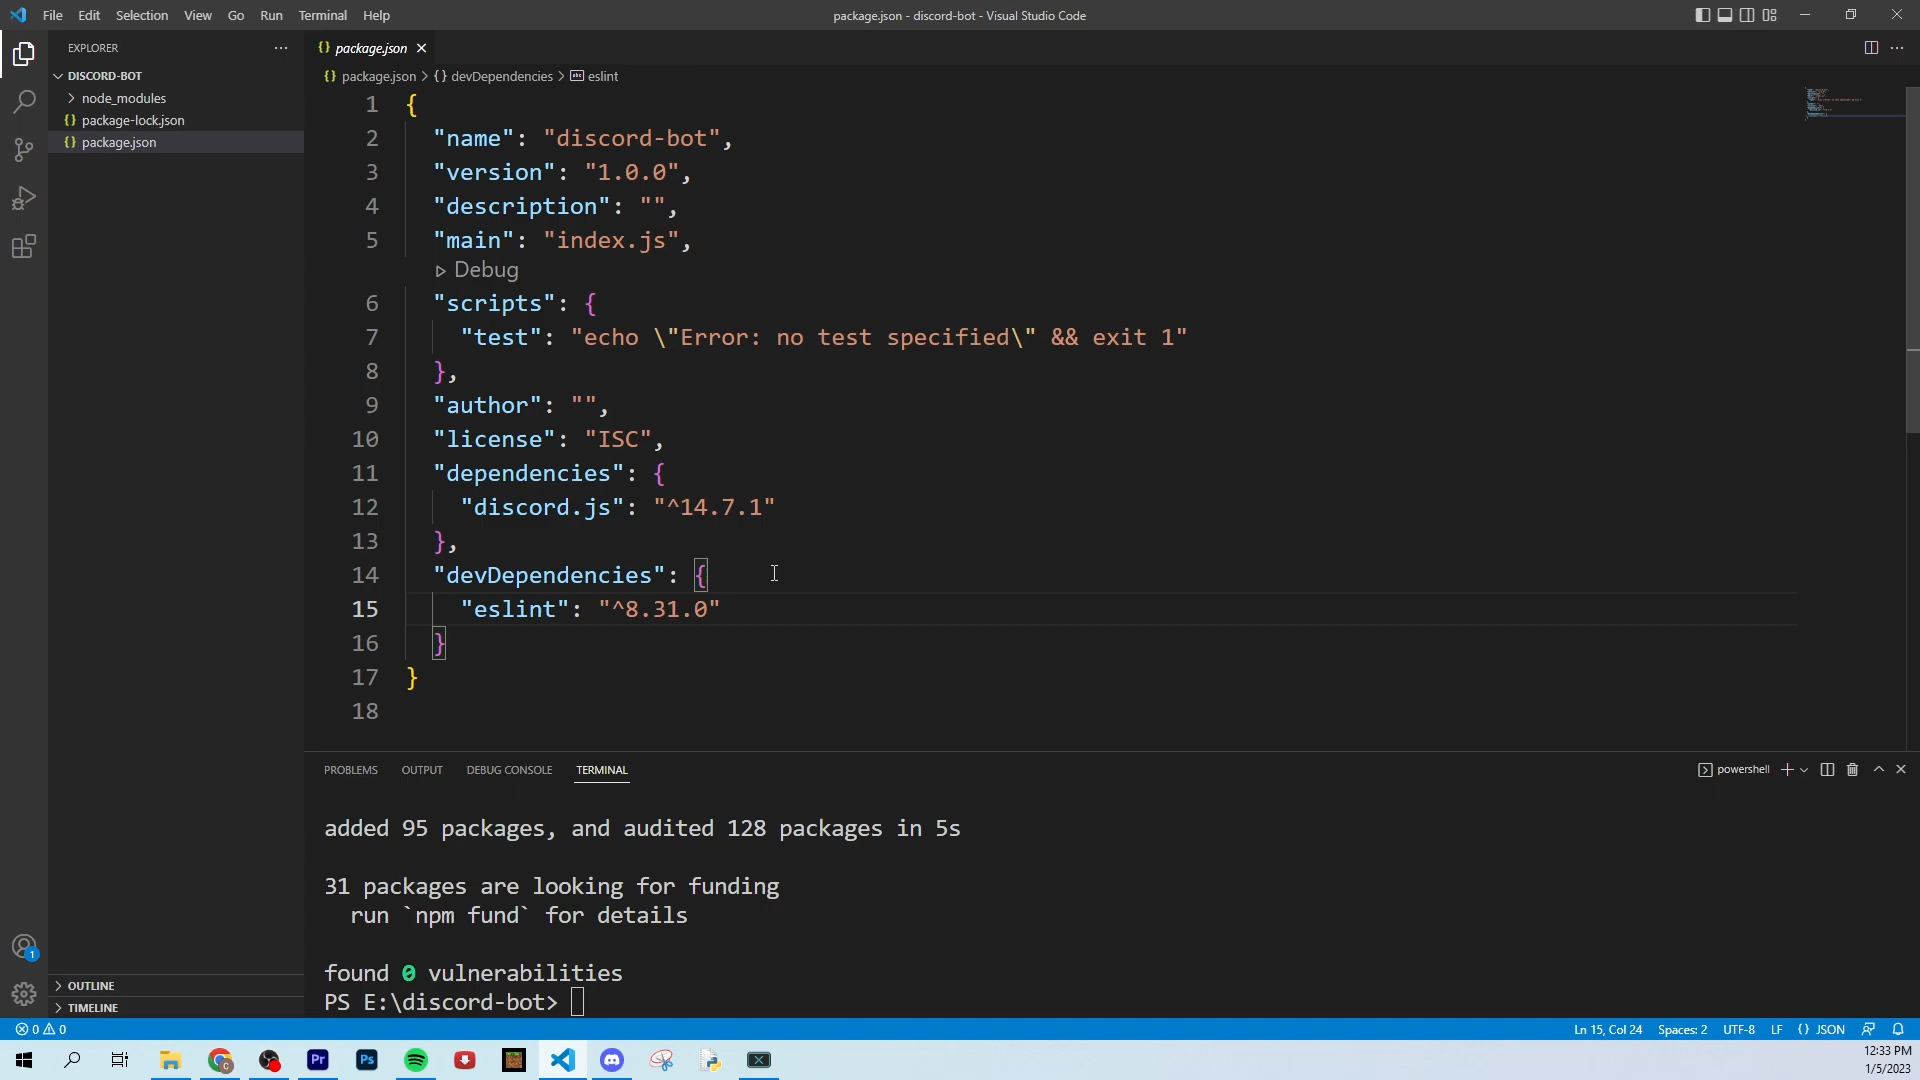 File Edit Selection View Go Run Terminal Help
package.json - discord-bot - Visual Studio Code
EXPLORER
package.json
DISCORD-BOT
package.json > {} devDependencies > eslint
node_modules
package-lock.json
package.json
1 {
2 "name": "discord-bot",
3 "version": "1.0.0",
4 "description": "",
5 "main": "index.js",
Debug
6 "scripts": {
7 "test": "echo \"Error: no test specified\" && exit 1"
8 },
9 "author": "",
10 "license": "ISC",
11 "dependencies": {
12 "discord.js": "^14.7.1"
13 },
14 "devDependencies": {
15 "eslint": "^8.31.0"
16 }
17 }
18
PROBLEMS OUTPUT DEBUG CONSOLE TERMINAL
powershell
added 95 packages, and audited 128 packages in 5s
31 packages are looking for funding
run `npm fund` for details
found 0 vulnerabilities
PS E:\discord-bot>
1
OUTLINE
TIMELINE
0 0
Ln 15, Col 24 Spaces: 2 UTF-8 LF {} JSON
Pr
Ps
12:33 PM
1/5/2023